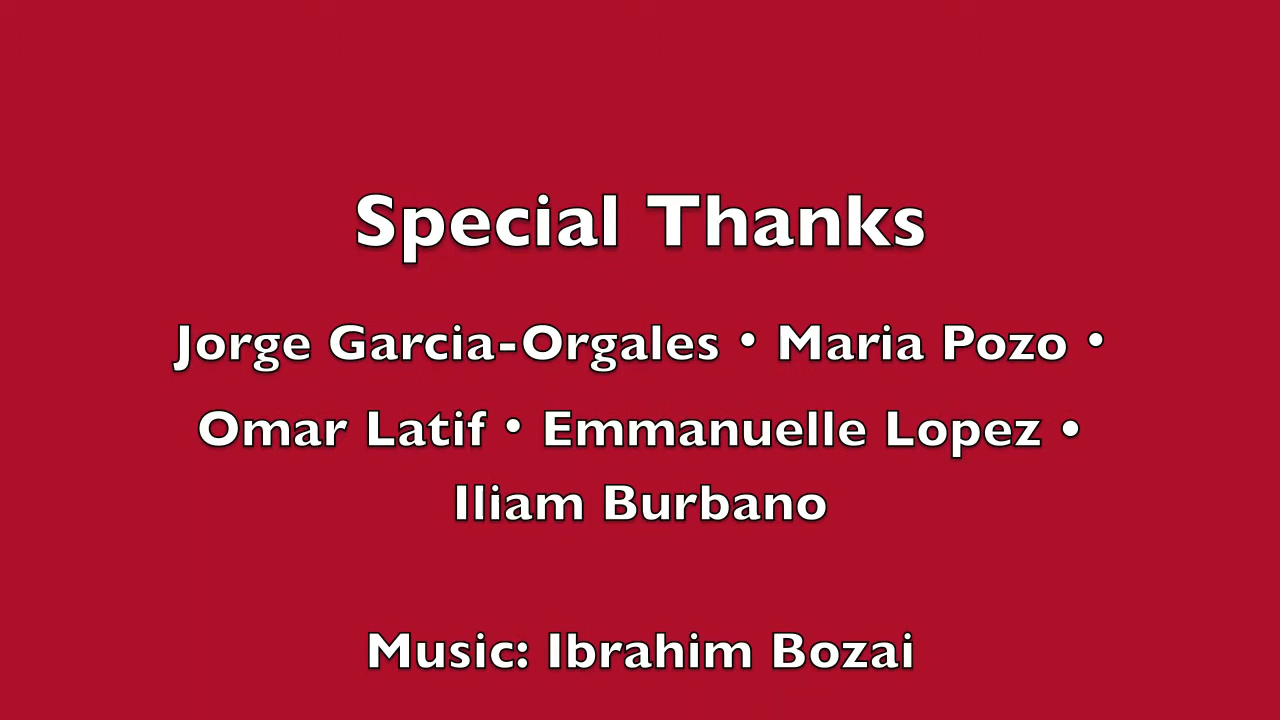 Special Thanks
Jorge Garcia-Orgales • Maria Pozo •
Omar Latif • Emmanuelle Lopez •
Iliam Burbano
Music: Ibrahim Bozai